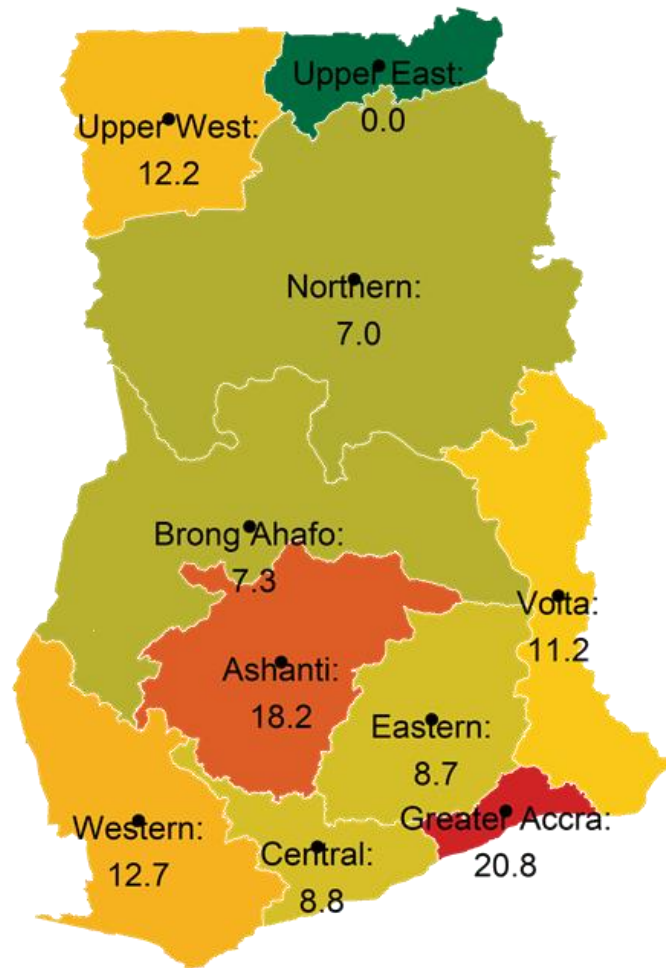 Upper East:
0.0
Upper West:
12.2
Northern:
7.0
Brong Ahafo:
7.3
Volta:
11.2
Ashanti:
18.2
Eastern:
8.7
Greater Accra:
20.8
Western:
12.7
Central:
8.8